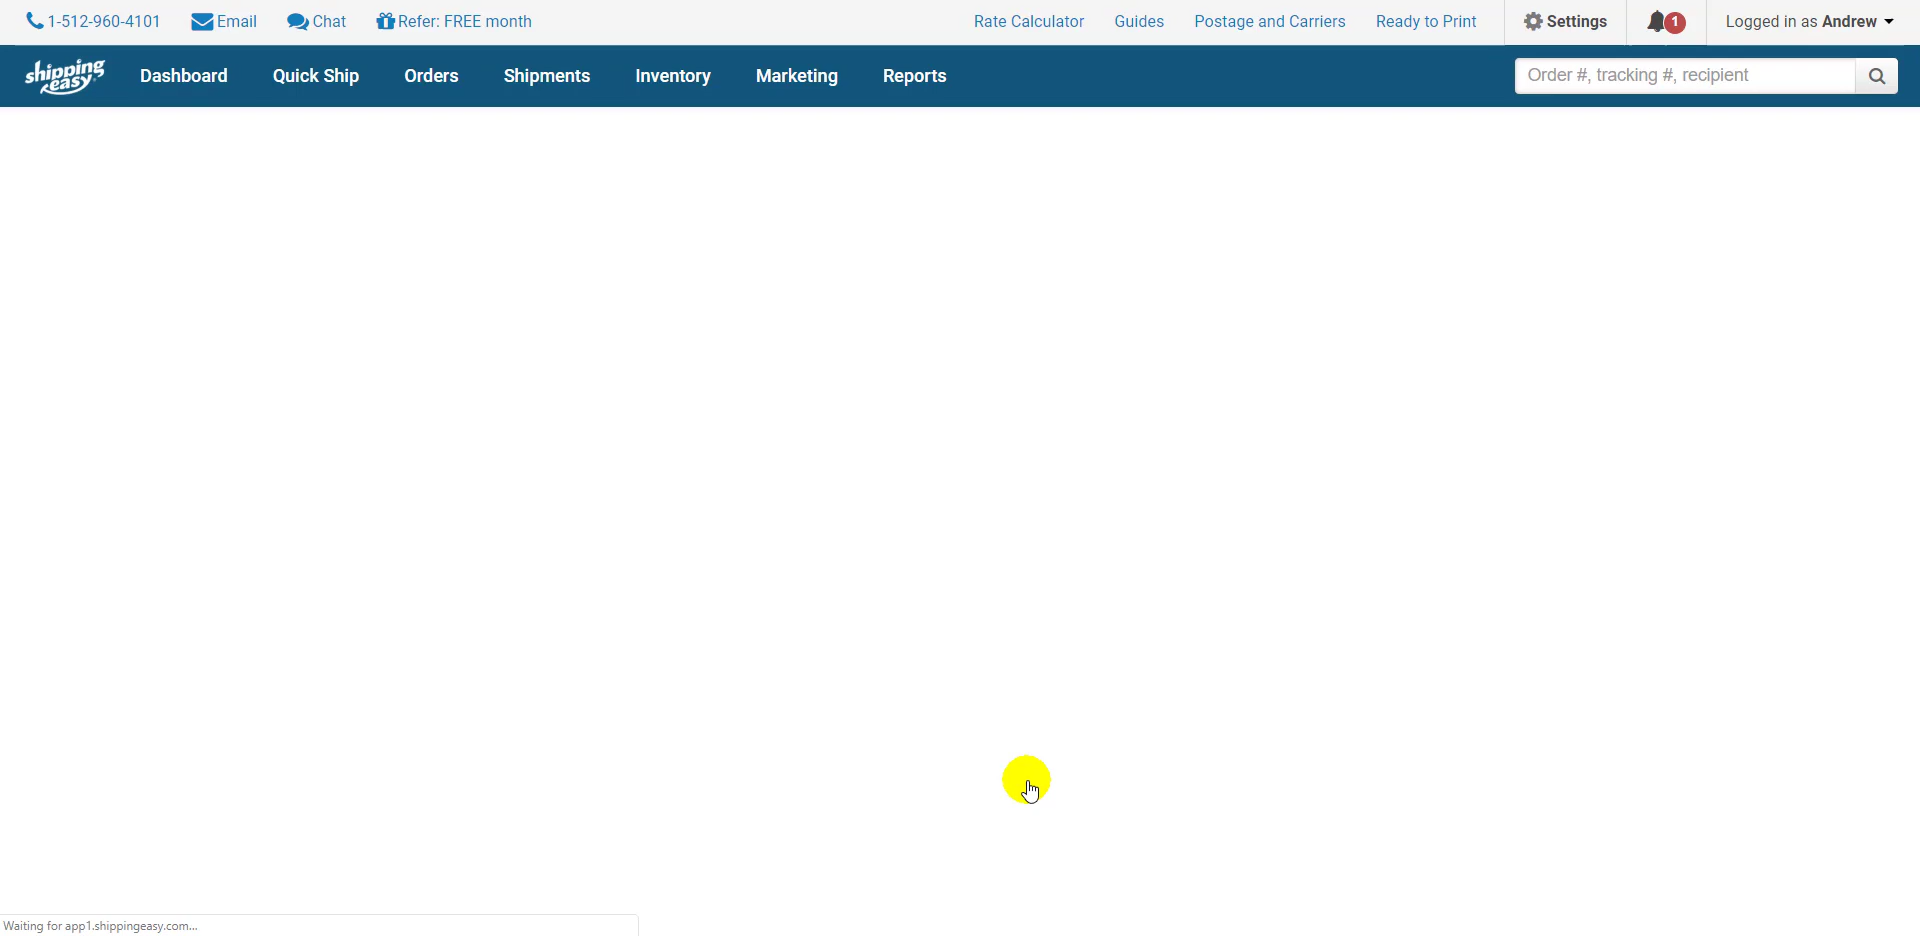 1-512-960-4101 Email Chat Refer: FREE month Rate Calculator Guides Postage and Carriers Ready to Print Settings 1 Logged in as Andrew
shipping easy Dashboard Quick Ship Orders Shipments Inventory Marketing Reports Order #, tracking #, recipient
Waiting for app1.shippingeasy.com...